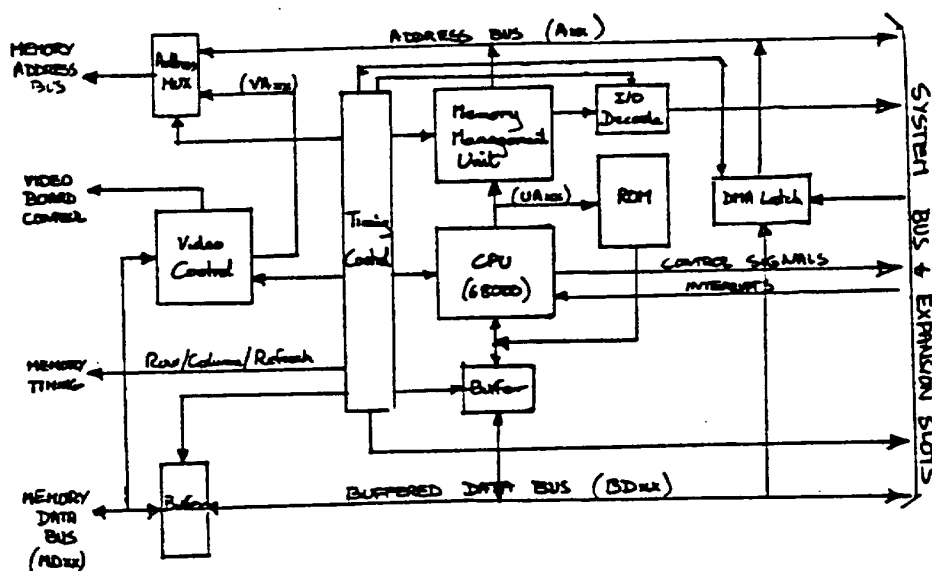 MEMORY
ADDRESS
BUS
Address
MUX
ADDRESS BUS (Axx)
(VAxx)
Memory
Management
Unit
I/O
Decode
VIDEO
BOARD
CONTROL
Video
Control
Timing
Control
(UAxx)
ROM
DMA Latch
CPU
(68000)
CONTROL SIGNALS
INTERRUPTS
MEMORY
TIMING
Row/Column/Refresh
Buffer
MEMORY
DATA
BUS
(MDxx)
Buffer
BUFFERED DATA BUS (BDxx)
SYSTEM BUS & EXPANSION SLOTS